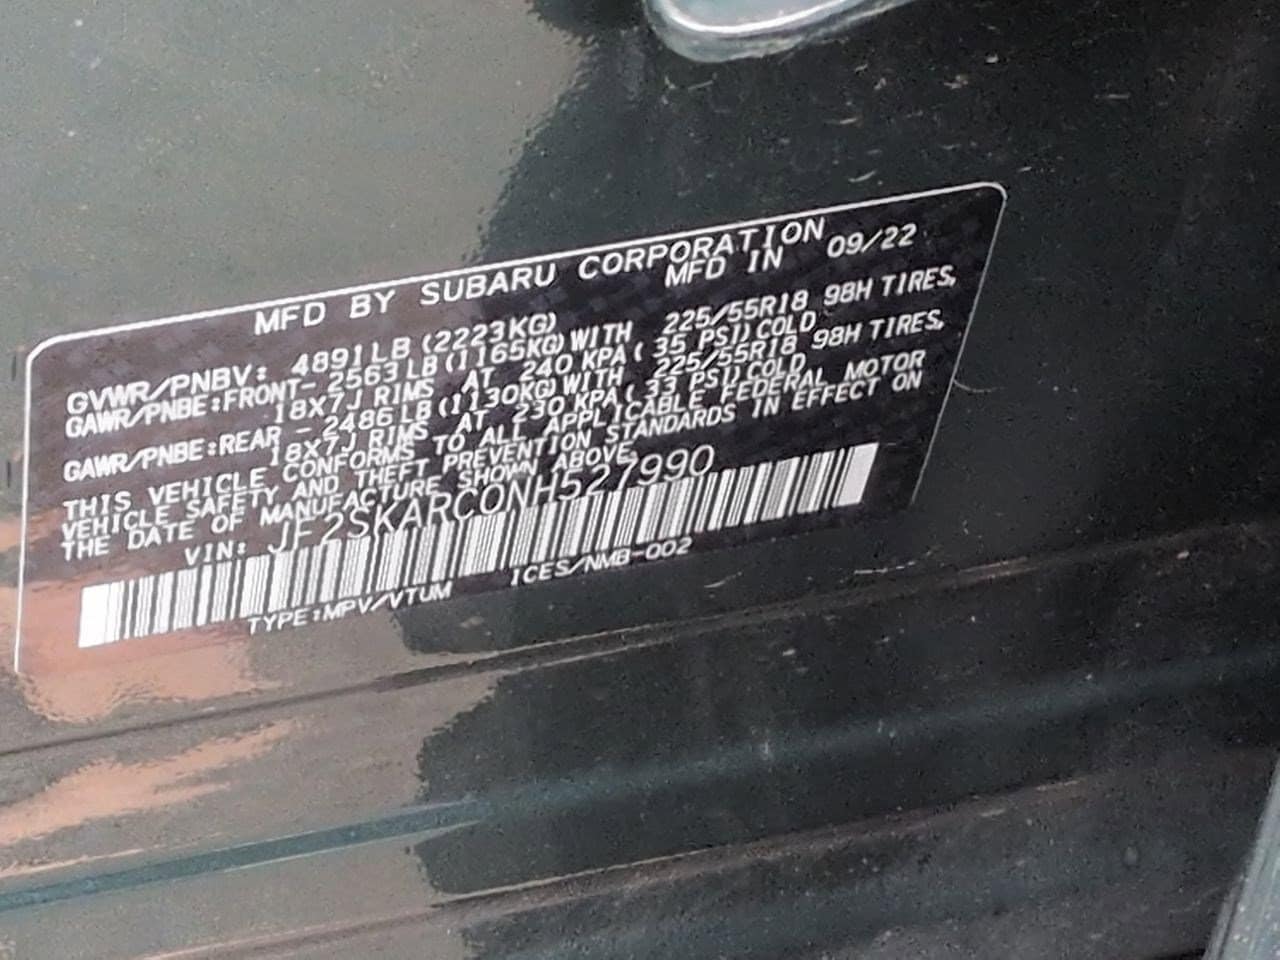 MFD BY SUBARU CORPORATION
MFD IN 09/22
GVWR/PNBV: 4891LB (2223KG)
GAWR/PNBE:FRONT- 2563LB(1165KG)WITH 225/55R18 98H TIRES,
18X7J RIMS AT 240 KPA( 35 PSI)COLD
GAWR/PNBE:REAR - 2486LB(1130KG)WITH 225/55R18 98H TIRES,
18X7J RIMS AT 230 KPA( 33 PSI)COLD
THIS VEHICLE CONFORMS TO ALL APPLICABLE FEDERAL MOTOR
VEHICLE SAFETY AND THEFT PREVENTION STANDARDS IN EFFECT ON
THE DATE OF MANUFACTURE SHOWN ABOVE.
VIN: JF2SKARC0NH527990
TYPE:MPV/VTUM ICES/NMB-002